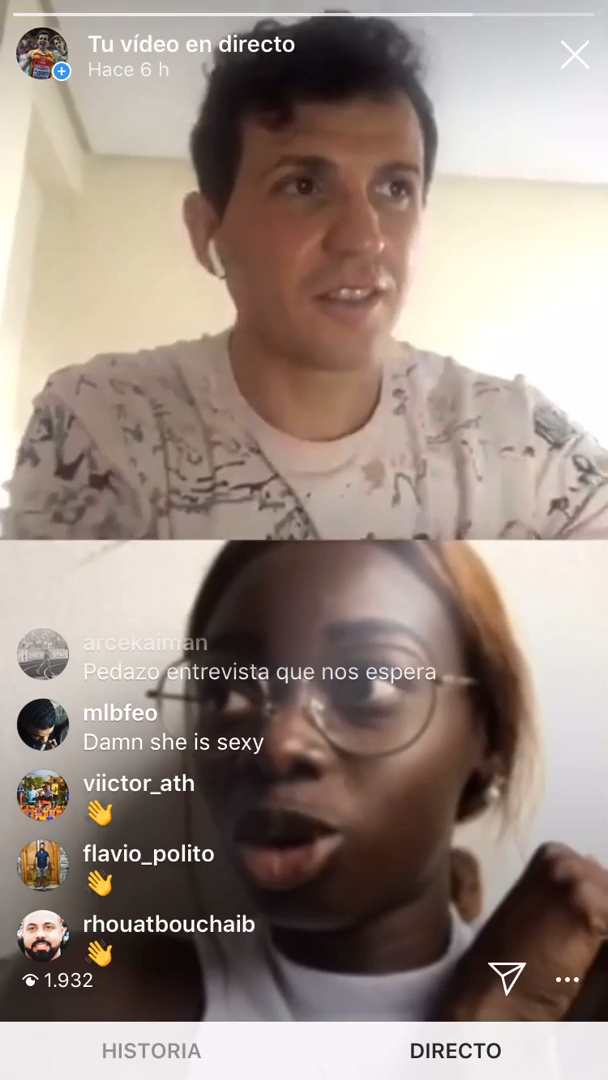 Tu vídeo en directo
Hace 6 h
arcekaiman
Pedazo entrevista que nos espera
mlbfeo
Damn she is sexy
viictor_ath
👋
flavio_polito
👋
rhouatbouchaib
👋
1.932
HISTORIA
DIRECTO